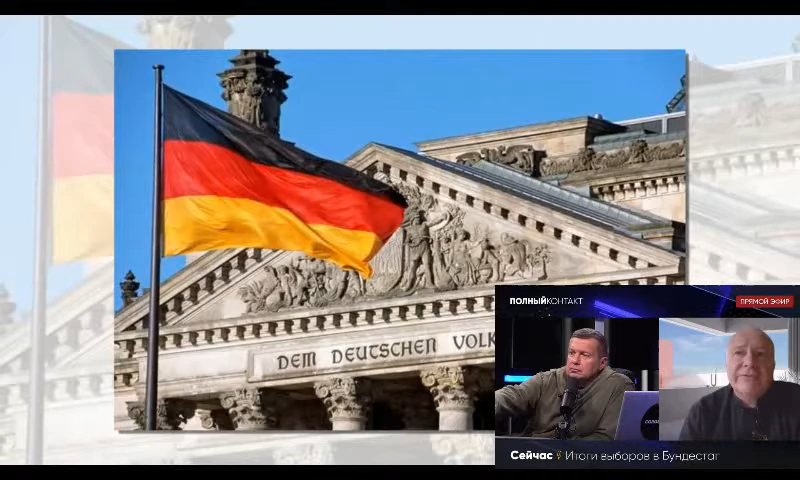 DEM DEUTSCHEN VOLK
ПОЛНЫЙКОНТАКТ
ПРЯМОЙ ЭФИР
Сейчас Итоги выборов в Бундестаг